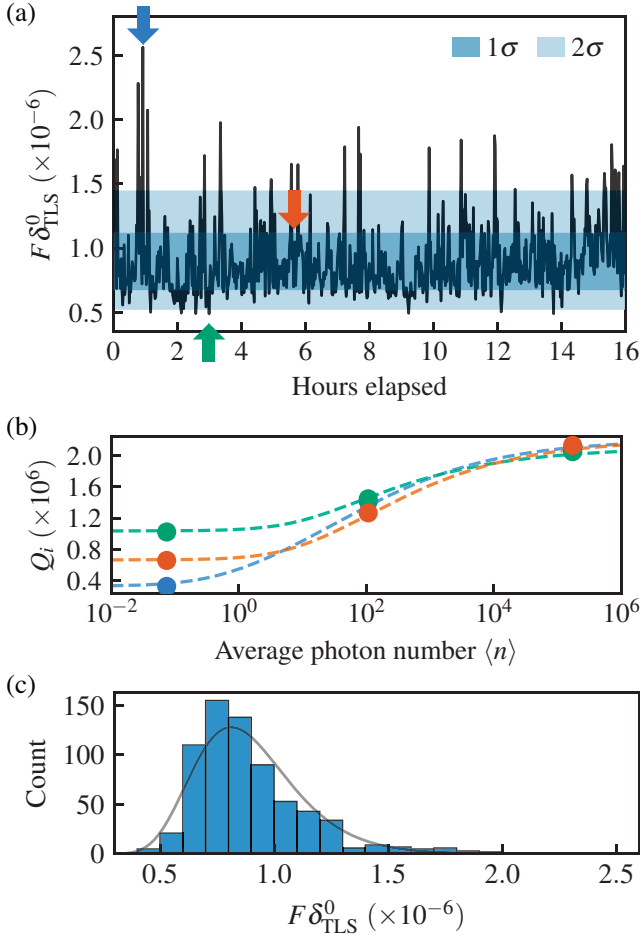 (a)
2.5
2.0
1.5
1.0
0.5
Fδ⁰_TLS (×10⁻⁶)
1σ
2σ
0 2 4 6 8 10 12 14 16
Hours elapsed
(b)
2.0
1.6
1.2
0.8
0.4
Q_i (×10⁶)
10⁻² 10⁰ 10² 10⁴ 10⁶
Average photon number ⟨n⟩
(c)
150
100
50
0
Count
0.5 1.0 1.5 2.0 2.5
Fδ⁰_TLS (×10⁻⁶)